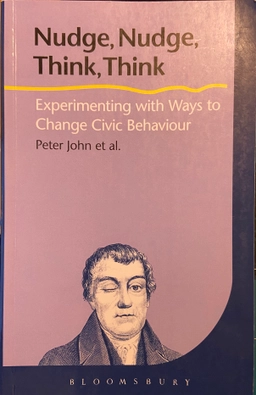 Nudge, Nudge,
Think, Think
Experimenting with Ways to
Change Civic Behaviour
Peter John et al.
BLOOMSBURY